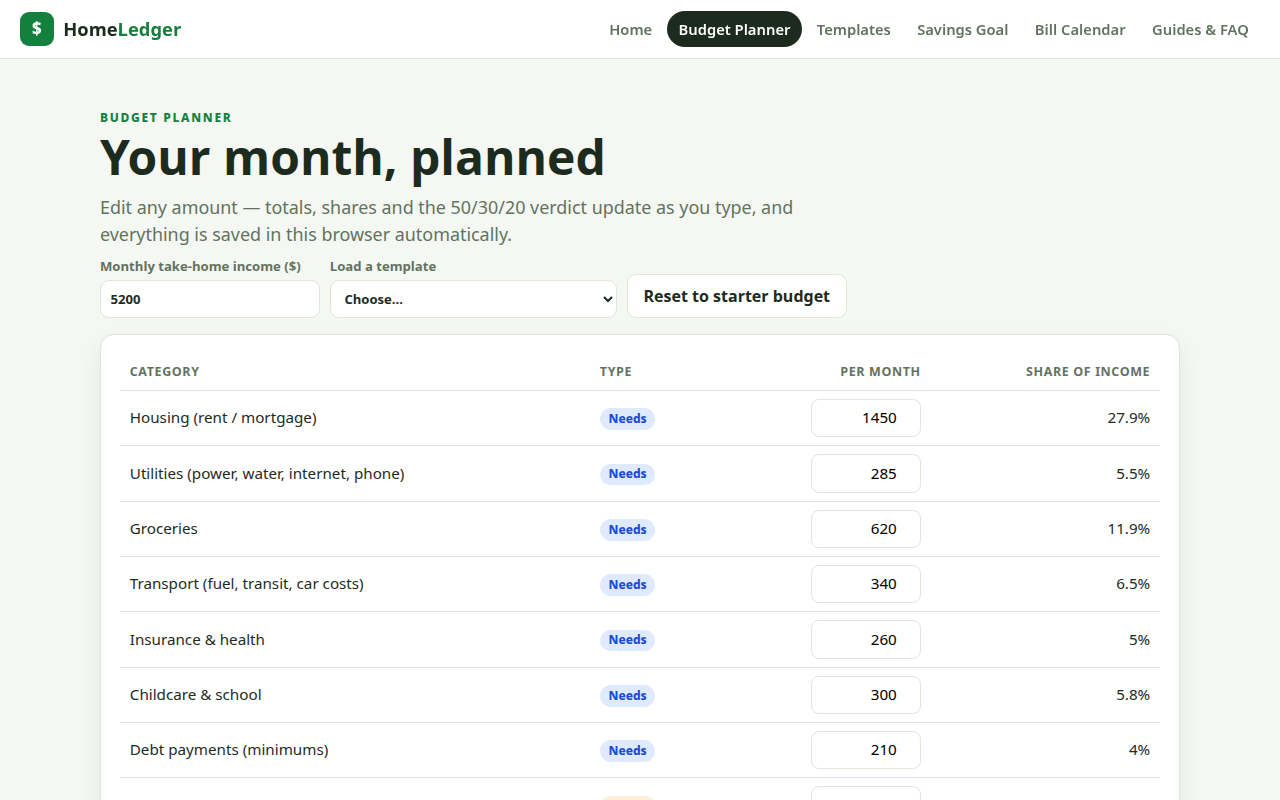 $ HomeLedger
Home Budget Planner Templates Savings Goal Bill Calendar Guides & FAQ
BUDGET PLANNER
Your month, planned
Edit any amount — totals, shares and the 50/30/20 verdict update as you type, and
everything is saved in this browser automatically.
Monthly take-home income ($) Load a template
5200 Choose... Reset to starter budget
CATEGORY TYPE PER MONTH SHARE OF INCOME
Housing (rent / mortgage) Needs 1450 27.9%
Utilities (power, water, internet, phone) Needs 285 5.5%
Groceries Needs 620 11.9%
Transport (fuel, transit, car costs) Needs 340 6.5%
Insurance & health Needs 260 5%
Childcare & school Needs 300 5.8%
Debt payments (minimums) Needs 210 4%